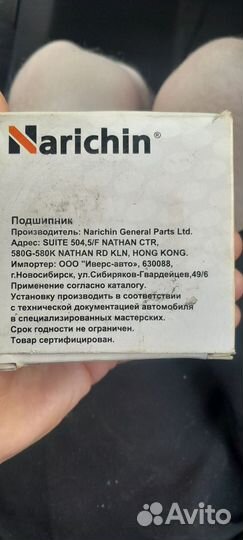 Narichin®
Подшипник
Производитель: Narichin General Parts Ltd.
Адрес: SUITE 504,5/F NATHAN CTR,
580G-580K NATHAN RD KLN, HONG KONG.
Импортер: ООО "Иверс-авто", 630088,
г.Новосибирск, ул.Сибиряков-Гвардейцев,49/6
Применение согласно каталогу.
Установку производить в соответствии
с технической документацией автомобиля
в специализированных мастерских.
Срок годности не ограничен.
Товар сертифицирован.
Avito